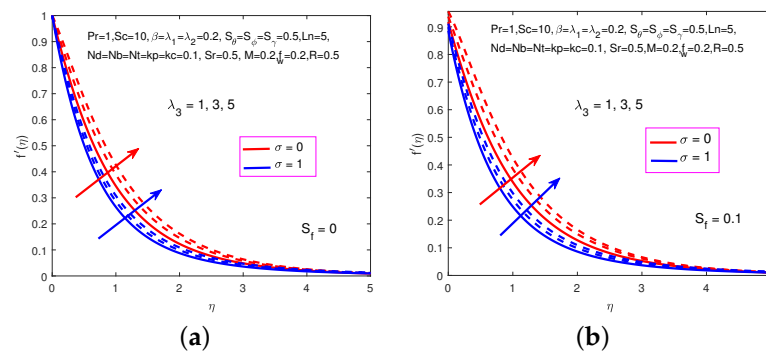 Pr=1,Sc=10, β=λ1=λ2=0.2, Sθ=Sϕ=Sγ=0.5,Ln=5,
Nd=Nb=Nt=kp=kc=0.1, Sr=0.5, M=0.2,fw=0.2,R=0.5
λ3 = 1, 3, 5
σ = 0
σ = 1
Sf = 0
f'(η)
1
0.9
0.8
0.7
0.6
0.5
0.4
0.3
0.2
0.1
0
0 1 2 3 4 5
η
(a)
Pr=1,Sc=10, β=λ1=λ2=0.2, Sθ=Sϕ=Sγ=0.5,Ln=5,
Nd=Nb=Nt=kp=kc=0.1, Sr=0.5,M=0.2,fw=0.2,R=0.5
λ3 = 1, 3, 5
σ = 0
σ = 1
Sf = 0.1
f'(η)
0.9
0.8
0.7
0.6
0.5
0.4
0.3
0.2
0.1
0
0 1 2 3 4
η
(b)